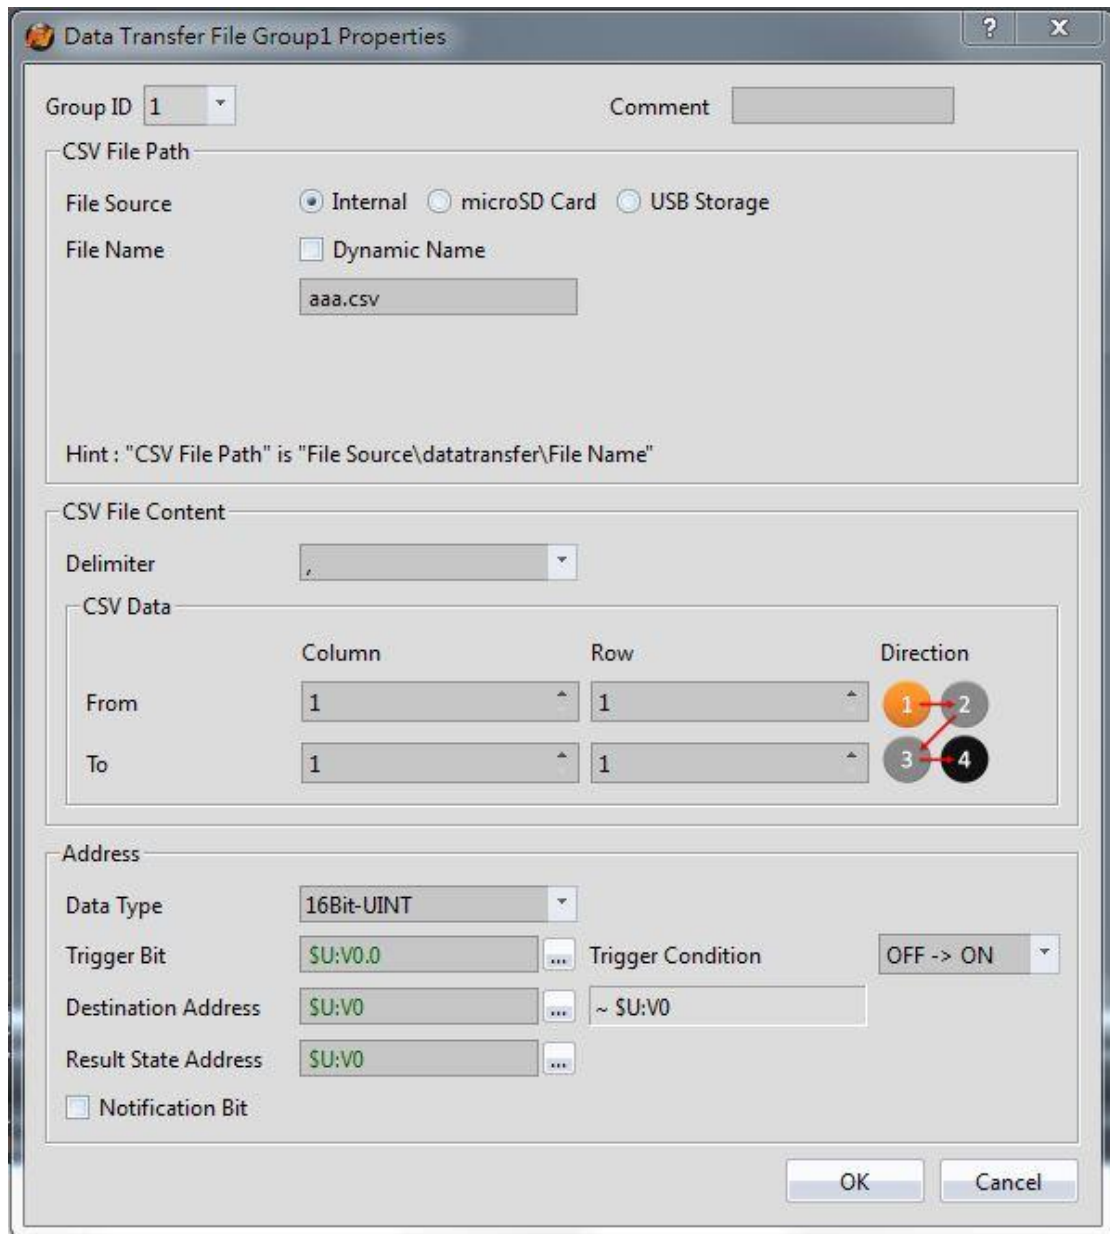 Data Transfer File Group1 Properties ? X
Group ID 1 Comment
CSV File Path
File Source Internal microSD Card USB Storage
File Name Dynamic Name
aaa.csv
Hint : "CSV File Path" is "File Source\datatransfer\File Name"
CSV File Content
Delimiter ,
CSV Data
Column Row Direction
From 1 1 1 2
To 1 1 3 4
Address
Data Type 16Bit-UINT
Trigger Bit $U:V0.0 ... Trigger Condition OFF -> ON
Destination Address $U:V0 ... ~ $U:V0
Result State Address $U:V0 ...
Notification Bit
OK Cancel